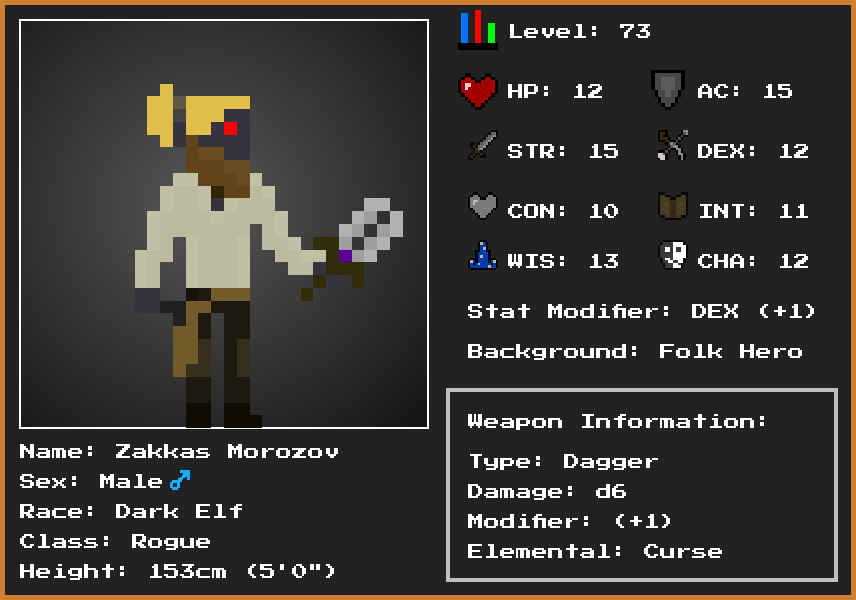 Level: 73
HP: 12 AC: 15
STR: 15 DEX: 12
CON: 10 INT: 11
WIS: 13 CHA: 12
Stat Modifier: DEX (+1)
Background: Folk Hero
Weapon Information:
Type: Dagger
Damage: d6
Modifier: (+1)
Elemental: Curse
Name: Zakkas Morozov
Sex: Male♂
Race: Dark Elf
Class: Rogue
Height: 153cm (5'0")